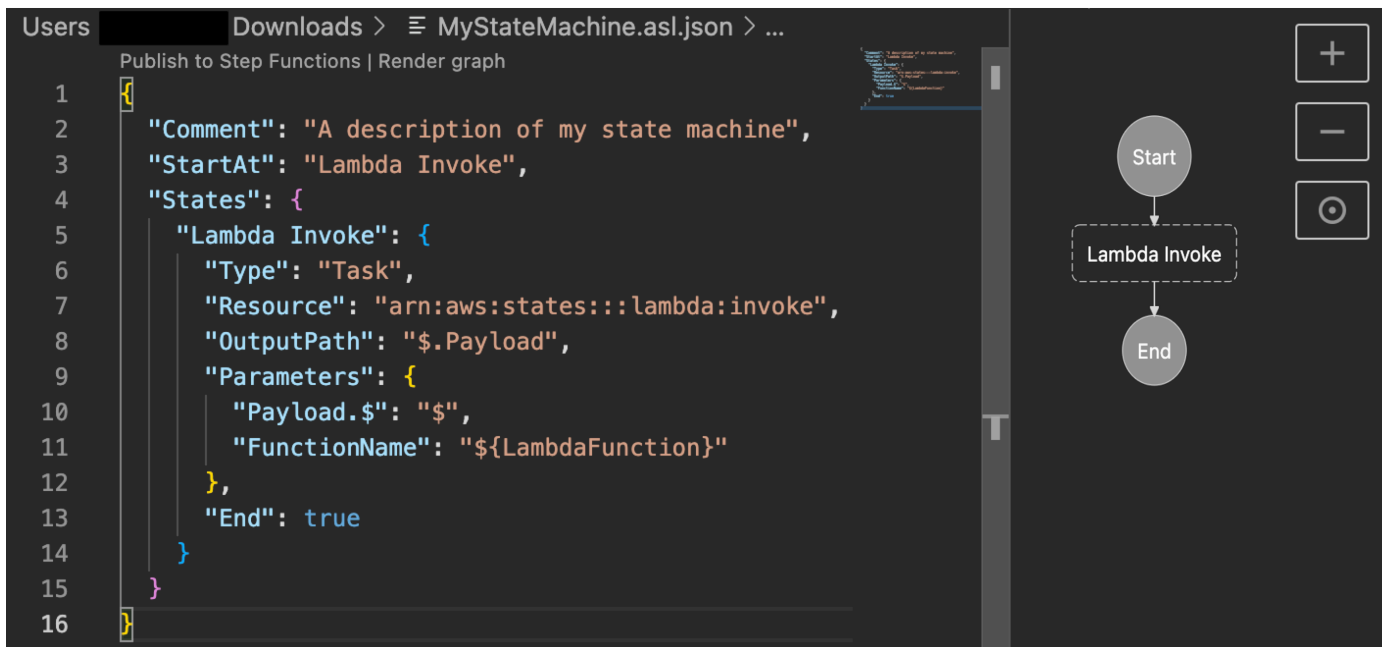 Users Downloads > MyStateMachine.asl.json > ...
Publish to Step Functions | Render graph
1 {
2 "Comment": "A description of my state machine",
3 "StartAt": "Lambda Invoke",
4 "States": {
5 "Lambda Invoke": {
6 "Type": "Task",
7 "Resource": "arn:aws:states:::lambda:invoke",
8 "OutputPath": "$.Payload",
9 "Parameters": {
10 "Payload.$": "$",
11 "FunctionName": "${LambdaFunction}"
12 },
13 "End": true
14 }
15 }
16 }
Start
Lambda Invoke
End